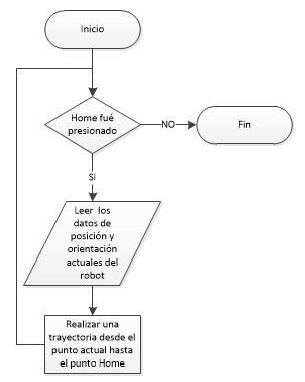 Inicio
Home fué
presionado
NO
Fin
SI
Leer los
datos de
posición y
orientación
actuales del
robot
Realizar una
trayectoria desde el
punto actual hasta
el punto Home